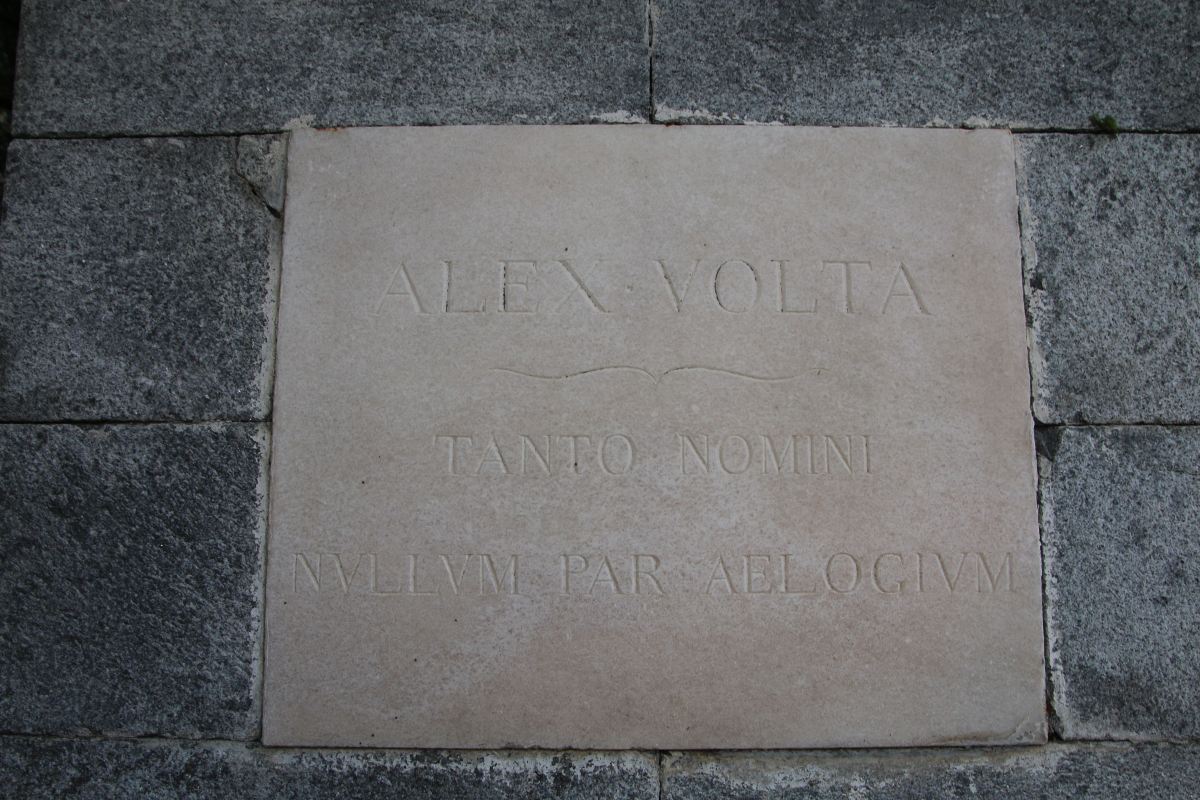 ALEX · VOLTA
TANTO NOMINI
NVLLVM PAR AELOGIVM